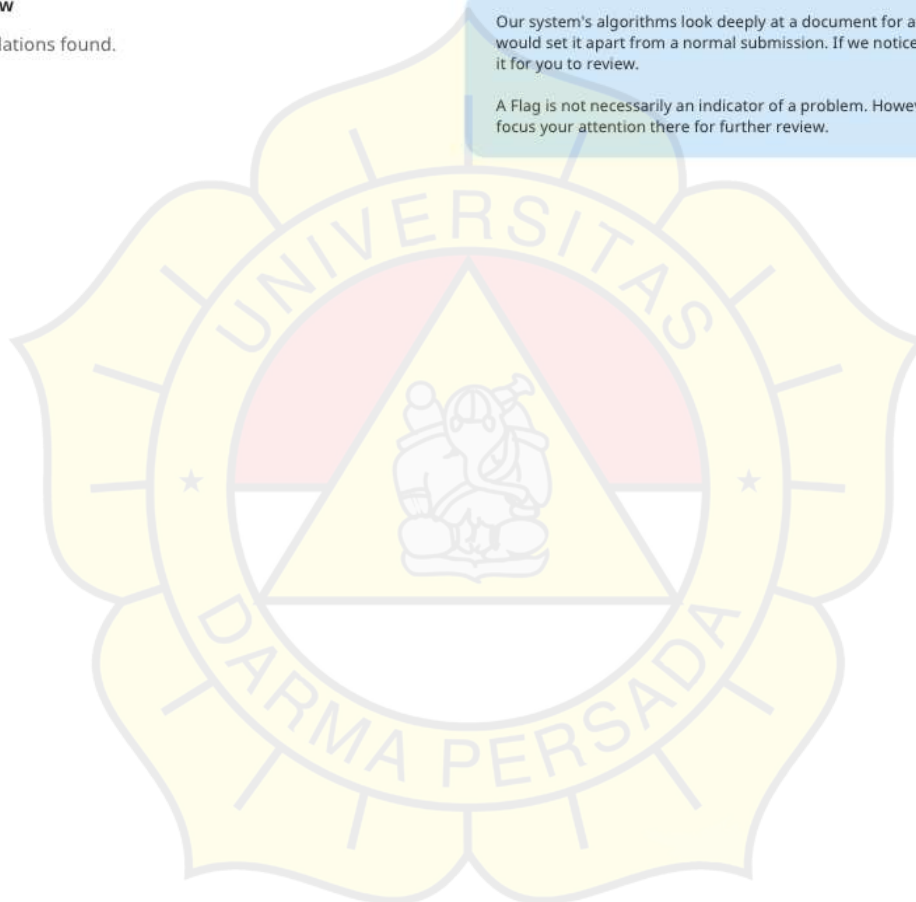 w
lations found.
Our system's algorithms look deeply at a document for a
would set it apart from a normal submission. If we notice
it for you to review.
A Flag is not necessarily an indicator of a problem. Howev
focus your attention there for further review.
UNIVERSITAS
DARMA PERSADA